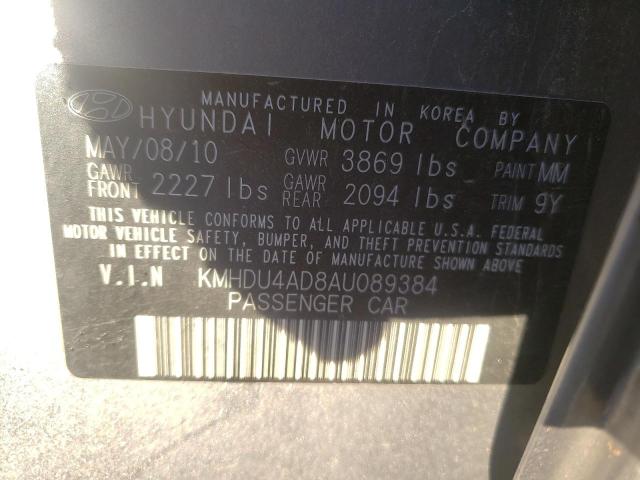 MANUFACTURED IN KOREA BY
HYUNDAI MOTOR COMPANY
MAY/08/10 GVWR 3869 lbs PAINT MM
GAWR FRONT 2227 lbs GAWR REAR 2094 lbs TRIM 9Y
THIS VEHICLE CONFORMS TO ALL APPLICABLE U.S.A. FEDERAL
MOTOR VEHICLE SAFETY, BUMPER, AND THEFT PREVENTION STANDARDS
IN EFFECT ON THE DATE OF MANUFACTURE SHOWN ABOVE.
V.I.N KMHDU4AD8AU089384
PASSENGER CAR